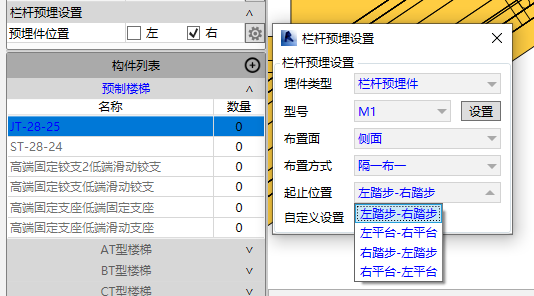 栏杆预埋设置
预埋件位置 左 右
构件列表
预制楼梯
名称 数量
JT-28-25 0
ST-28-24 0
高端固定铰支2低端滑动铰支 0
高端固定铰支低端滑动铰支 0
高端固定支座低端固定支座 0
高端固定支座低端滑动支座 0
AT型楼梯
BT型楼梯
CT型楼梯
栏杆预埋设置
栏杆预埋设置
埋件类型 栏杆预埋件
型号 M1 设置
布置面 侧面
布置方式 隔一布一
起止位置 左踏步-右踏步
自定义设置
左踏步-右踏步
左平台-右平台
右踏步-左踏步
右平台-左平台